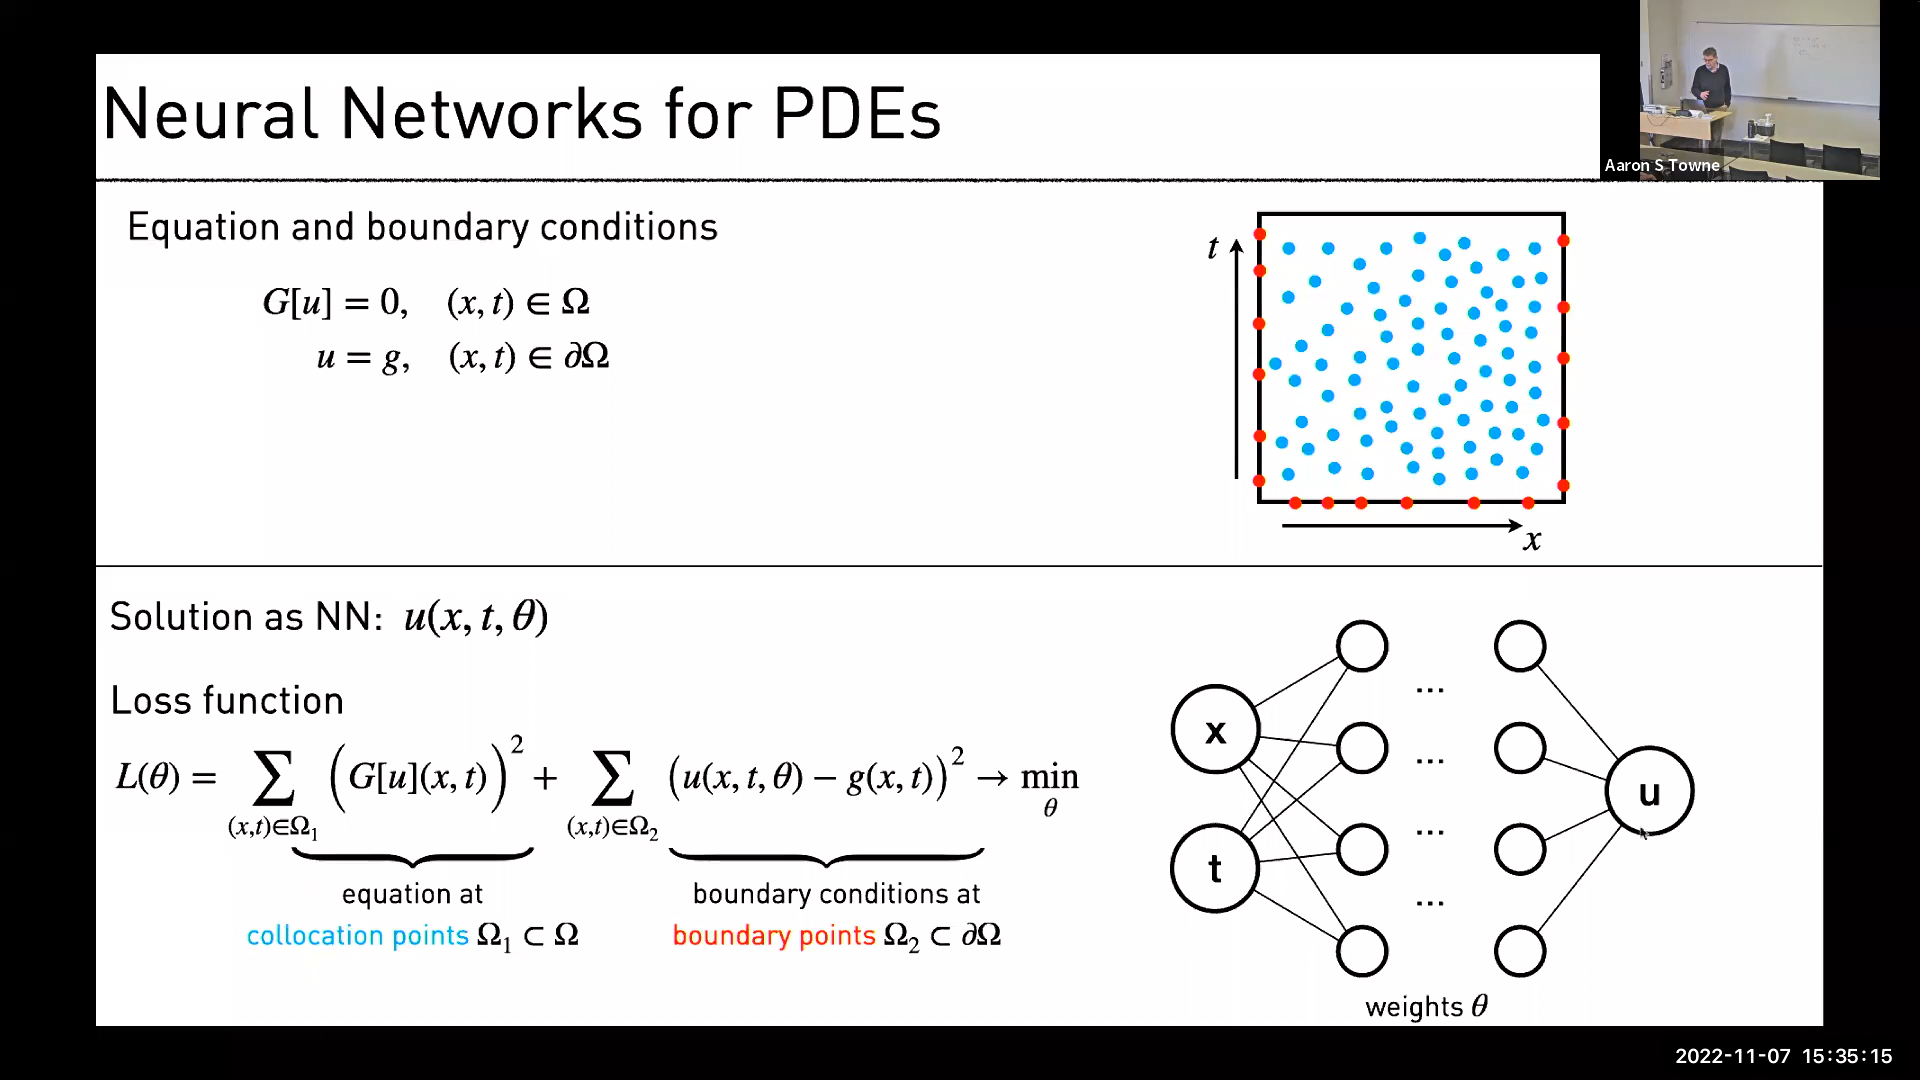 Neural Networks for PDEs
Aaron S Towne
Equation and boundary conditions
G[u] = 0, (x, t) ∈ Ω
u = g, (x, t) ∈ ∂Ω
t
x
Solution as NN: u(x, t, θ)
Loss function
L(θ) = ∑_{(x,t)∈Ω₁} (G[u](x, t))² + ∑_{(x,t)∈Ω₂} (u(x, t, θ) − g(x, t))² → min_θ
equation at
collocation points Ω₁ ⊂ Ω
boundary conditions at
boundary points Ω₂ ⊂ ∂Ω
x
t
...
...
...
...
u
weights θ
2022-11-07 15:35:15